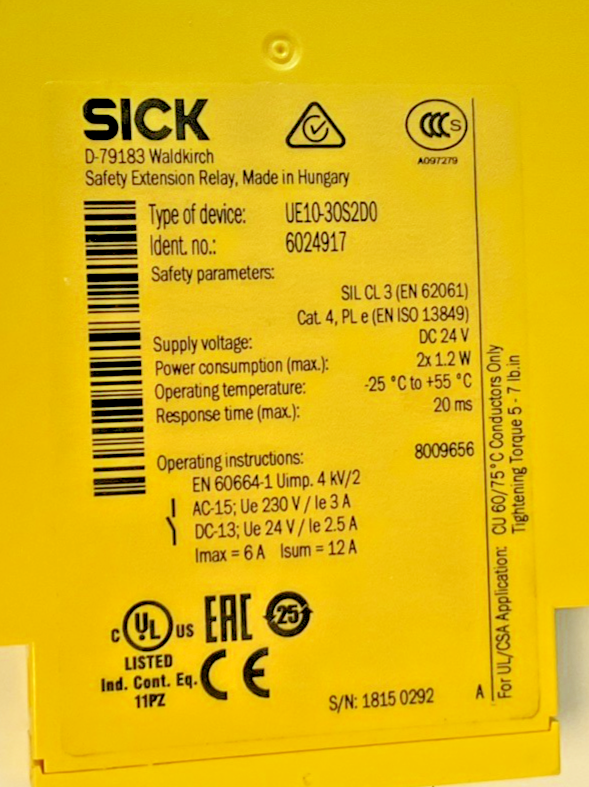 SICK
D-79183 Waldkirch
Safety Extension Relay, Made in Hungary
CCC S
A097279
Type of device: UE10-30S2D0
Ident. no.: 6024917
Safety parameters:
SIL CL 3 (EN 62061)
Cat. 4, PL e (EN ISO 13849)
Supply voltage: DC 24 V
Power consumption (max.): 2x 1.2 W
Operating temperature: -25 °C to +55 °C
Response time (max.): 20 ms
Operating instructions: 8009656
EN 60664-1 Uimp. 4 kV/2
AC-15; Ue 230 V / Ie 3 A
DC-13; Ue 24 V / Ie 2.5 A
Imax = 6 A Isum = 12 A
For UL/CSA Application: CU 60/75°C Conductors Only
Tightening Torque 5 - 7 lb.in
C UL US EAC 25
LISTED
Ind. Cont. Eq. CE
11PZ
S/N: 1815 0292 A